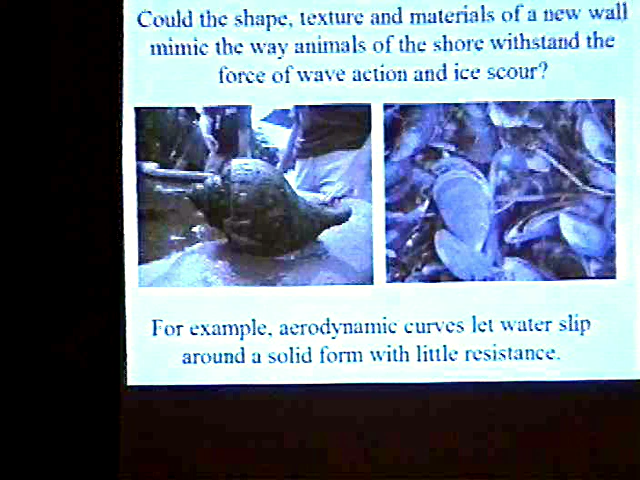 Could the shape, texture and materials of a new wall
mimic the way animals of the shore withstand the
force of wave action and ice scour?
For example, aerodynamic curves let water slip
around a solid form with little resistance.